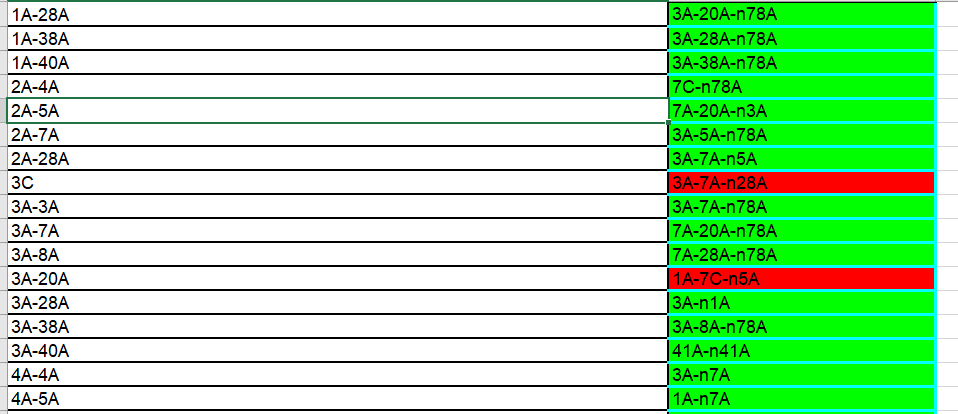 1A-28A 3A-20A-n78A
1A-38A 3A-28A-n78A
1A-40A 3A-38A-n78A
2A-4A 7C-n78A
2A-5A 7A-20A-n3A
2A-7A 3A-5A-n78A
2A-28A 3A-7A-n5A
3C 3A-7A-n28A
3A-3A 3A-7A-n78A
3A-7A 7A-20A-n78A
3A-8A 7A-28A-n78A
3A-20A 1A-7C-n5A
3A-28A 3A-n1A
3A-38A 3A-8A-n78A
3A-40A 41A-n41A
4A-4A 3A-n7A
4A-5A 1A-n7A